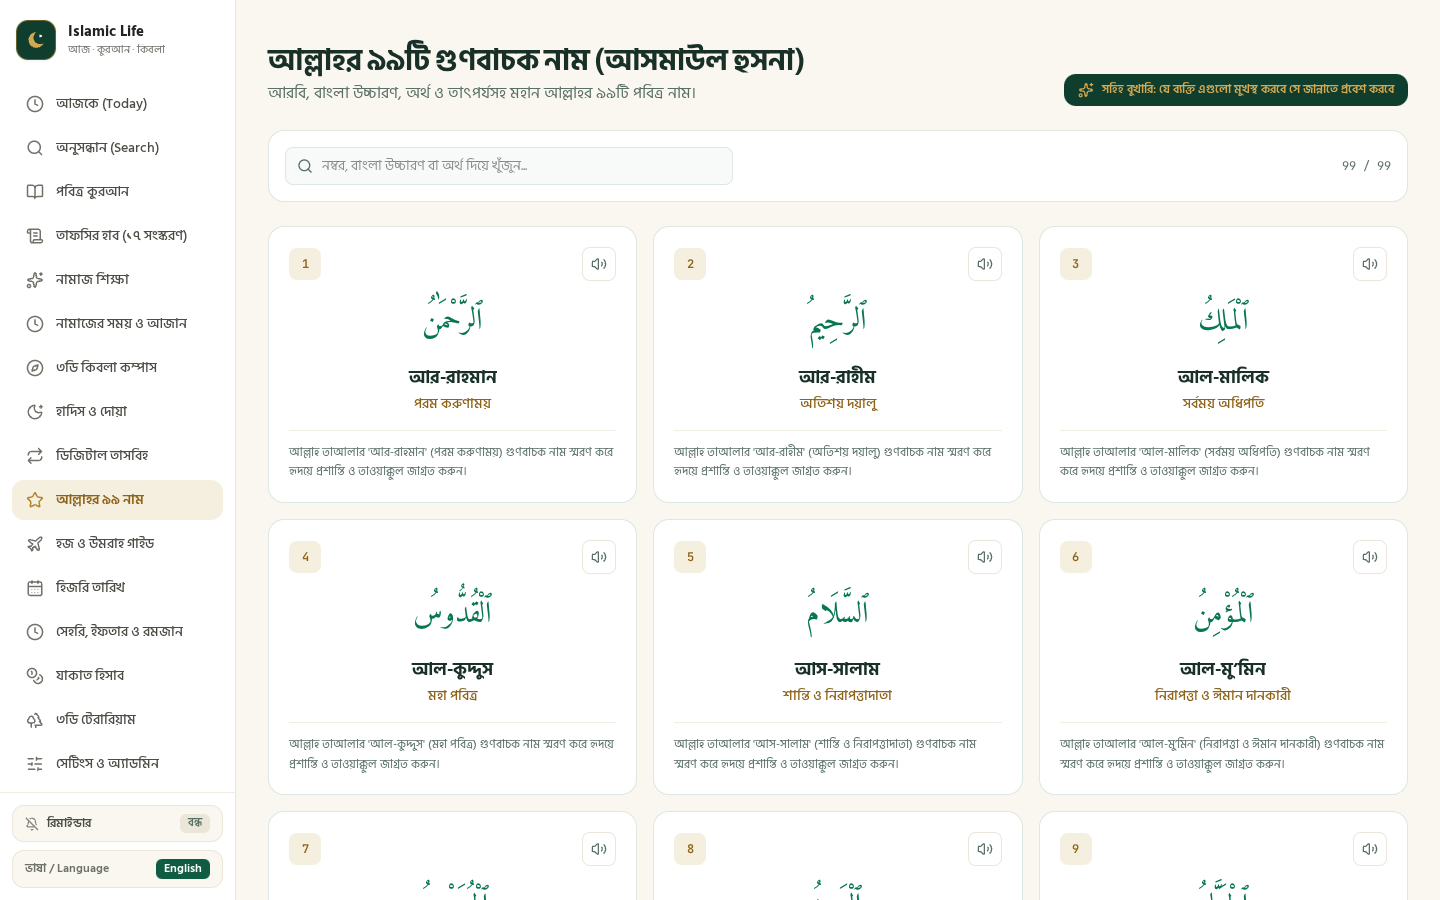 Islamic Life
আজ · কুরআন · কিবলা
আজকে (Today)
অনুসন্ধান (Search)
পবিত্র কুরআন
তাফসির হাব (১৭ সংস্করণ)
নামাজ শিক্ষা
নামাজের সময় ও আজান
৩ডি কিবলা কম্পাস
হাদিস ও দোয়া
ডিজিটাল তাসবিহ
আল্লাহর ৯৯ নাম
হজ ও উমরাহ গাইড
হিজরি তারিখ
সেহরি, ইফতার ও রমজান
যাকাত হিসাব
৩ডি টেরারিয়াম
সেটিংস ও অ্যাডমিন
রিমাইন্ডার
বন্ধ
ভাষা / Language
English
আল্লাহর ৯৯টি গুণবাচক নাম (আসমাউল হুসনা)
আরবি, বাংলা উচ্চারণ, অর্থ ও তাৎপর্যসহ মহান আল্লাহর ৯৯টি পবিত্র নাম।
সহিহ বুখারি: যে ব্যক্তি এগুলো মুখস্থ করবে সে জান্নাতে প্রবেশ করবে
নম্বর, বাংলা উচ্চারণ বা অর্থ দিয়ে খুঁজুন...
99 / 99
1
ٱلرَّحْمَـٰنُ
আর-রাহমান
পরম করুণাময়
আল্লাহ তাআলার 'আর-রাহমান' (পরম করুণাময়) গুণবাচক নাম স্মরণ করে
হৃদয়ে প্রশান্তি ও তাওয়াক্কুল জাগ্রত করুন।
2
ٱلرَّحِيمُ
আর-রাহীম
অতিশয় দয়ালু
আল্লাহ তাআলার 'আর-রাহীম' (অতিশয় দয়ালু) গুণবাচক নাম স্মরণ করে
হৃদয়ে প্রশান্তি ও তাওয়াক্কুল জাগ্রত করুন।
3
ٱلْمَلِكُ
আল-মালিক
সর্বময় অধিপতি
আল্লাহ তাআলার 'আল-মালিক' (সর্বময় অধিপতি) গুণবাচক নাম স্মরণ
করে হৃদয়ে প্রশান্তি ও তাওয়াক্কুল জাগ্রত করুন।
4
ٱلْقُدُّوسُ
আল-কুদ্দুস
মহা পবিত্র
আল্লাহ তাআলার 'আল-কুদ্দুস' (মহা পবিত্র) গুণবাচক নাম স্মরণ করে হৃদয়ে
প্রশান্তি ও তাওয়াক্কুল জাগ্রত করুন।
5
ٱلسَّلَامُ
আস-সালাম
শান্তি ও নিরাপত্তাদাতা
আল্লাহ তাআলার 'আস-সালাম' (শান্তি ও নিরাপত্তাদাতা) গুণবাচক নাম
স্মরণ করে হৃদয়ে প্রশান্তি ও তাওয়াক্কুল জাগ্রত করুন।
6
ٱلْمُؤْمِنُ
আল-মু'মিন
নিরাপত্তা ও ঈমান দানকারী
আল্লাহ তাআলার 'আল-মু'মিন' (নিরাপত্তা ও ঈমান দানকারী) গুণবাচক নাম
স্মরণ করে হৃদয়ে প্রশান্তি ও তাওয়াক্কুল জাগ্রত করুন।
7
8
9